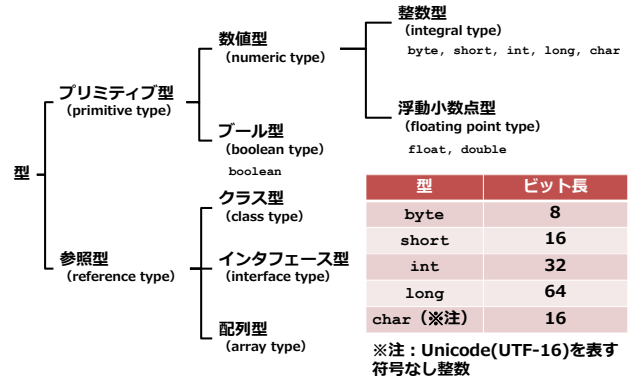 型
プリミティブ型
(primitive type)
数値型
(numeric type)
整数型
(integral type)
byte, short, int, long, char
浮動小数点型
(floating point type)
float, double
ブール型
(boolean type)
boolean
参照型
(reference type)
クラス型
(class type)
インタフェース型
(interface type)
配列型
(array type)
型 ビット長
byte 8
short 16
int 32
long 64
char（※注） 16
※注：Unicode(UTF-16)を表す
符号なし整数